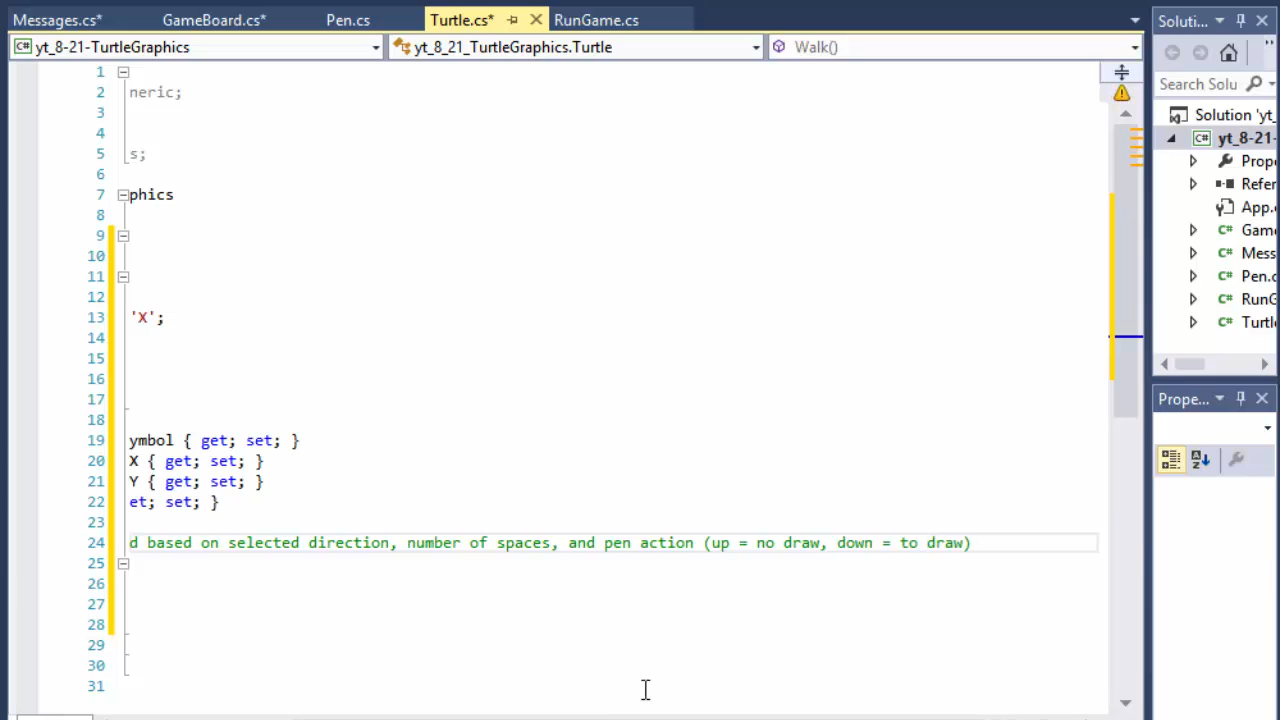 Messages.cs* GameBoard.cs* Pen.cs Turtle.cs* RunGame.cs
yt_8-21-TurtleGraphics yt_8_21_TurtleGraphics.Turtle Walk()
1
2 neric;
3
4
5 s;
6
7 phics
8
9
10
11
12
13 'X';
14
15
16
17
18
19 ymbol { get; set; }
20 X { get; set; }
21 Y { get; set; }
22 et; set; }
23
24 d based on selected direction, number of spaces, and pen action (up = no draw, down = to draw)
25
26
27
28
29
30
31
Soluti...
Search Solu
Solution 'yt_
C# yt_8-21-
Prope
Refer
App.c
C# Game
C# Mess
C# Pen.c
C# RunG
C# Turtl
Prope...